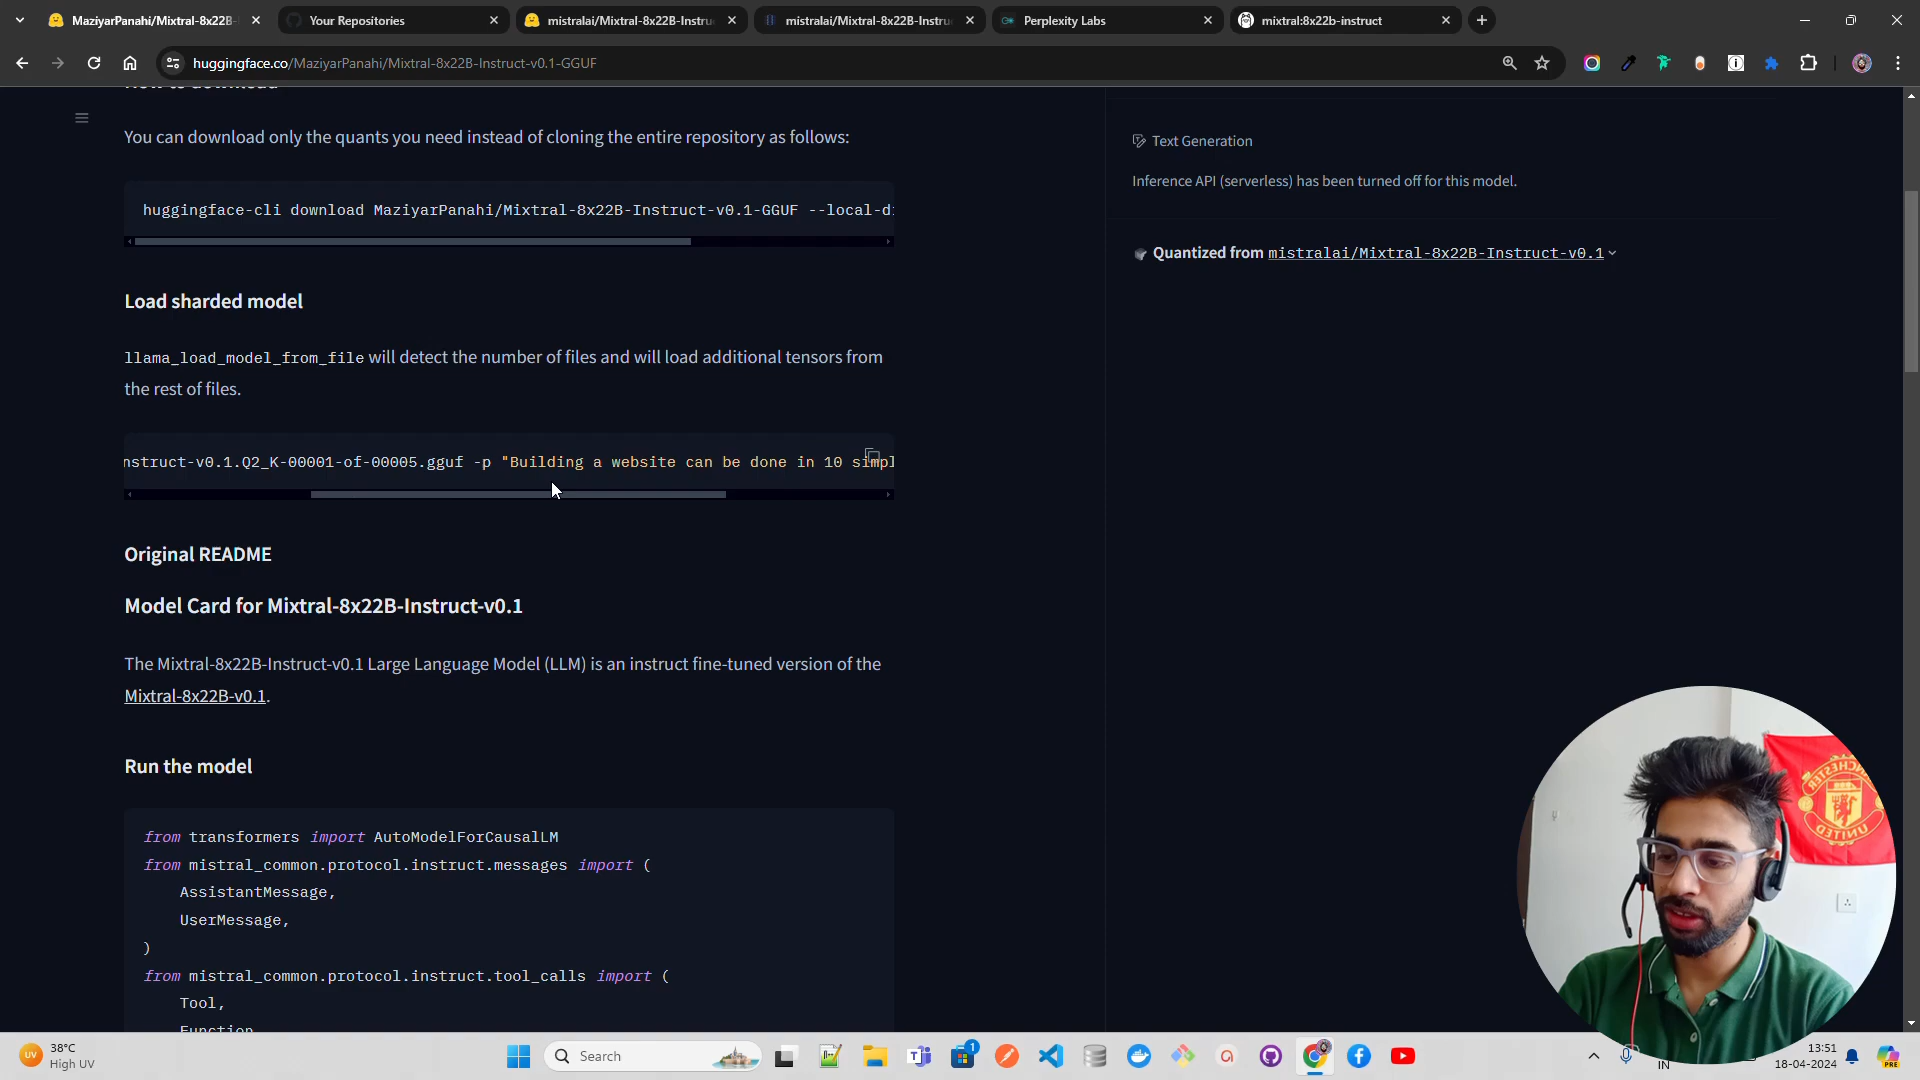 MaziyarPanahi/Mixtral-8x22B-
Your Repositories
mistralai/Mixtral-8x22B-Instru
mistralai/Mixtral-8x22B-Instru
Perplexity Labs
mixtral:8x22b-instruct
huggingface.co/MaziyarPanahi/Mixtral-8x22B-Instruct-v0.1-GGUF
You can download only the quants you need instead of cloning the entire repository as follows:
huggingface-cli download MaziyarPanahi/Mixtral-8x22B-Instruct-v0.1-GGUF --local-di
Load sharded model
llama_load_model_from_file will detect the number of files and will load additional tensors from
the rest of files.
nstruct-v0.1.Q2_K-00001-of-00005.gguf -p "Building a website can be done in 10 simpl
Original README
Model Card for Mixtral-8x22B-Instruct-v0.1
The Mixtral-8x22B-Instruct-v0.1 Large Language Model (LLM) is an instruct fine-tuned version of the
Mixtral-8x22B-v0.1.
Run the model
from transformers import AutoModelForCausalLM
from mistral_common.protocol.instruct.messages import (
AssistantMessage,
UserMessage,
)
from mistral_common.protocol.instruct.tool_calls import (
Tool,
Function
Text Generation
Inference API (serverless) has been turned off for this model.
Quantized from mistralai/Mixtral-8x22B-Instruct-v0.1
MANCHESTER
UNITED
38°C
High UV
UV
Search
1
IN
13:51
18-04-2024
PRE